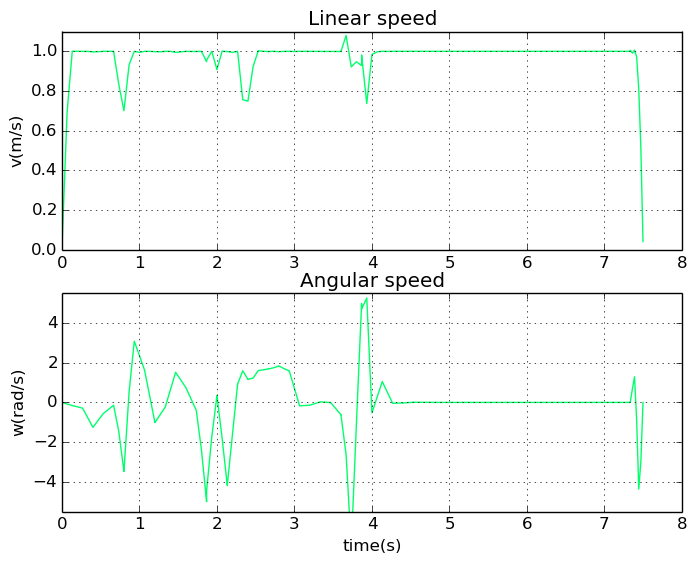 Linear speed
v(m/s)
1.0
0.8
0.6
0.4
0.2
0.0
0 1 2 3 4 5 6 7 8
Angular speed
w(rad/s)
4
2
0
−2
−4
0 1 2 3 4 5 6 7 8
time(s)